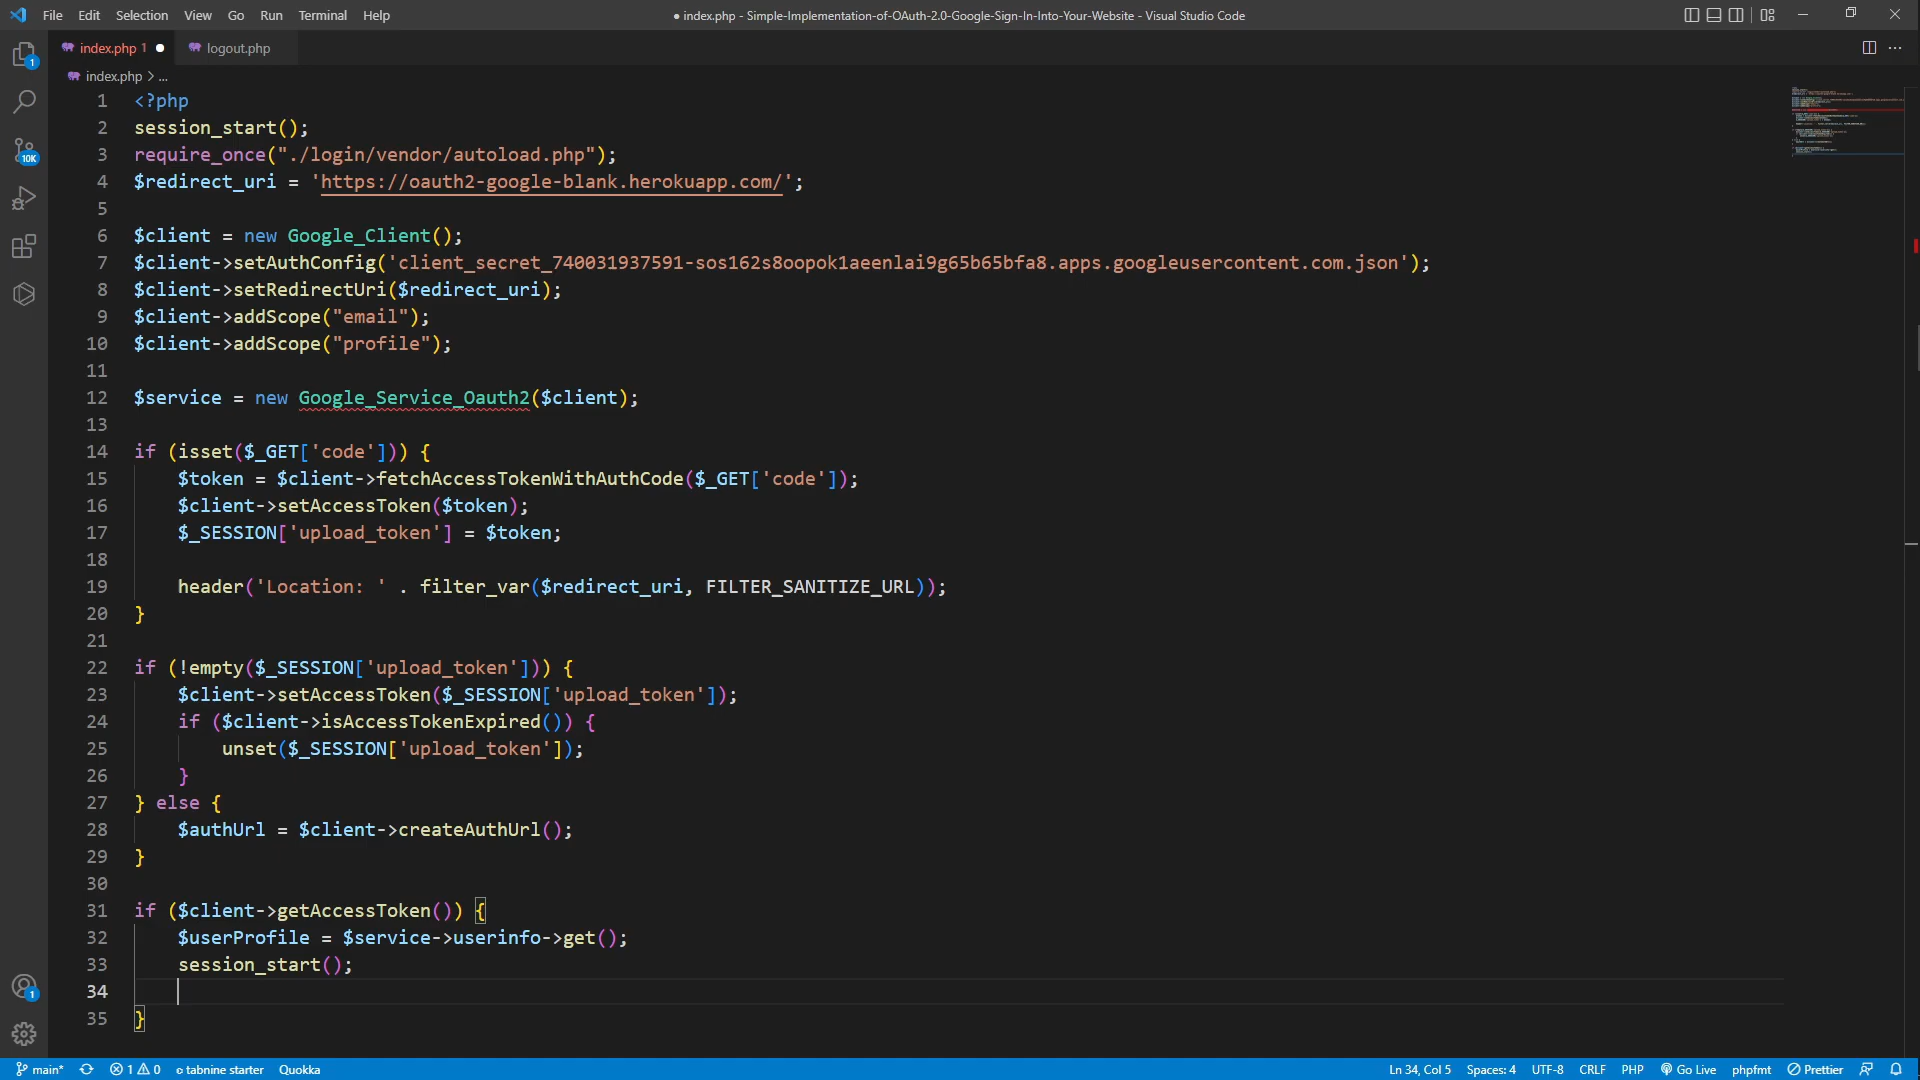 File Edit Selection View Go Run Terminal Help
● index.php - Simple-Implementation-of-OAuth-2.0-Google-Sign-In-Into-Your-Website - Visual Studio Code
index.php 1 ● logout.php
index.php > ...
1 <?php
2 session_start();
3 require_once("./login/vendor/autoload.php");
4 $redirect_uri = 'https://oauth2-google-blank.herokuapp.com/';
5
6 $client = new Google_Client();
7 $client->setAuthConfig('client_secret_740031937591-sos162s8oopok1aeenlai9g65b65bfa8.apps.googleusercontent.com.json');
8 $client->setRedirectUri($redirect_uri);
9 $client->addScope("email");
10 $client->addScope("profile");
11
12 $service = new Google_Service_Oauth2($client);
13
14 if (isset($_GET['code'])) {
15 $token = $client->fetchAccessTokenWithAuthCode($_GET['code']);
16 $client->setAccessToken($token);
17 $_SESSION['upload_token'] = $token;
18
19 header('Location: ' . filter_var($redirect_uri, FILTER_SANITIZE_URL));
20 }
21
22 if (!empty($_SESSION['upload_token'])) {
23 $client->setAccessToken($_SESSION['upload_token']);
24 if ($client->isAccessTokenExpired()) {
25 unset($_SESSION['upload_token']);
26 }
27 } else {
28 $authUrl = $client->createAuthUrl();
29 }
30
31 if ($client->getAccessToken()) {
32 $userProfile = $service->userinfo->get();
33 session_start();
34
35 }
1
10K
1
main* 1 0 tabnine starter Quokka Ln 34, Col 5 Spaces: 4 UTF-8 CRLF PHP Go Live phpfmt Prettier